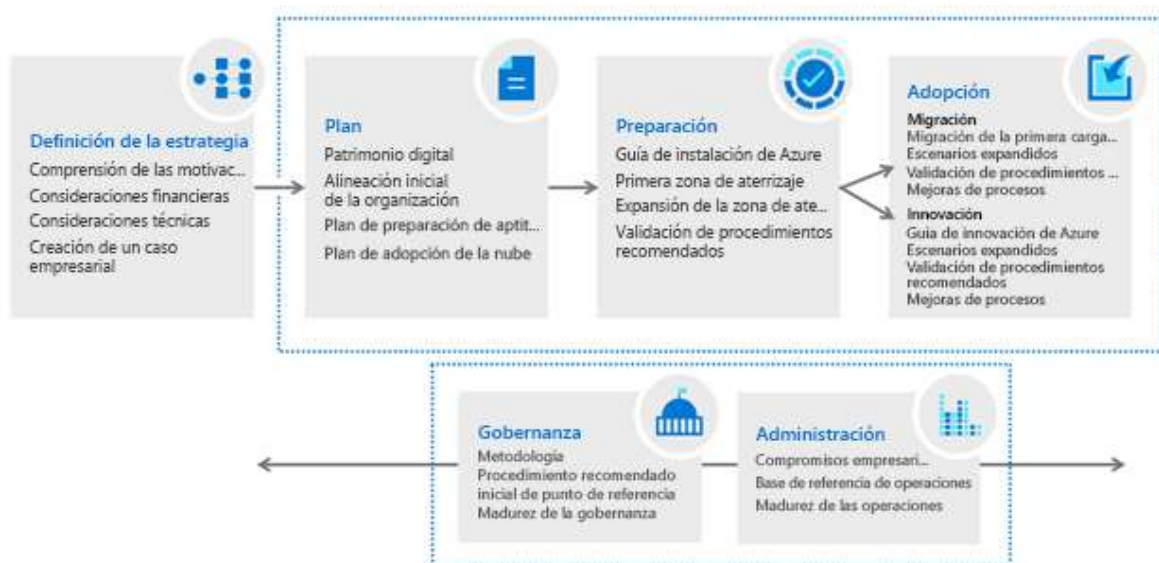 Definición de la estrategia
Comprensión de las motivac...
Consideraciones financieras
Consideraciones técnicas
Creación de un caso
empresarial
Plan
Patrimonio digital
Alineación inicial
de la organización
Plan de preparación de aptit...
Plan de adopción de la nube
Preparación
Guía de instalación de Azure
Primera zona de aterrizaje
Expansión de la zona de ate...
Validación de procedimientos
recomendados
Adopción
Migración
Migración de la primera carga...
Escenarios expandidos
Validación de procedimientos ...
Mejoras de procesos
Innovación
Guia de innovación de Azure
Escenarios expandidos
Validación de procedimientos
recomendados
Mejoras de procesos
Gobernanza
Metodología
Procedimiento recomendado
inicial de punto de referencia
Madurez de la gobernanza
Administración
Compromisos empresari...
Base de referencia de operaciones
Madurez de las operaciones